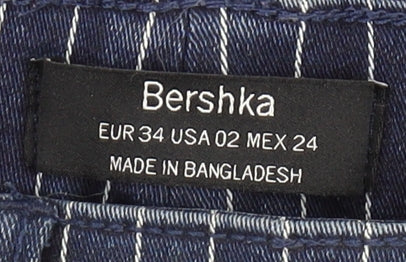 Bershka
EUR 34 USA 02 MEX 24
MADE IN BANGLADESH